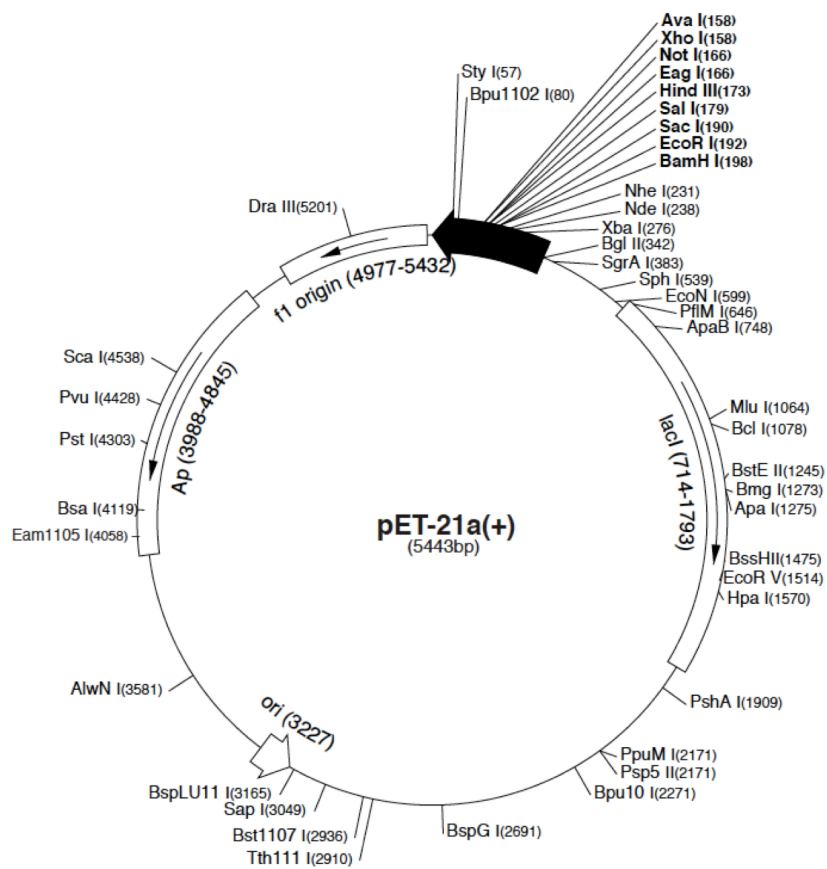 Ava I(158)
Xho I(158)
Not I(166)
Eag I(166)
Hind III(173)
Sal I(179)
Sac I(190)
EcoR I(192)
BamH I(198)
Sty I(57)
Bpu1102 I(80)
Nhe I(231)
Nde I(238)
Xba I(276)
Bgl II(342)
SgrA I(383)
Sph I(539)
EcoN I(599)
PflM I(646)
ApaB I(748)
Dra III(5201)
f1 origin (4977-5432)
Sca I(4538)
Pvu I(4428)
Pst I(4303)
Bsa I(4119)
Eam1105 I(4058)
Ap (3988-4845)
lacI (714-1793)
Mlu I(1064)
Bcl I(1078)
BstE II(1245)
Bmg I(1273)
Apa I(1275)
BssHII(1475)
EcoR V(1514)
Hpa I(1570)
pET-21a(+)
(5443bp)
AlwN I(3581)
ori (3227)
PshA I(1909)
PpuM I(2171)
Psp5 II(2171)
Bpu10 I(2271)
BspLU11 I(3165)
Sap I(3049)
Bst1107 I(2936)
Tth111 I(2910)
BspG I(2691)